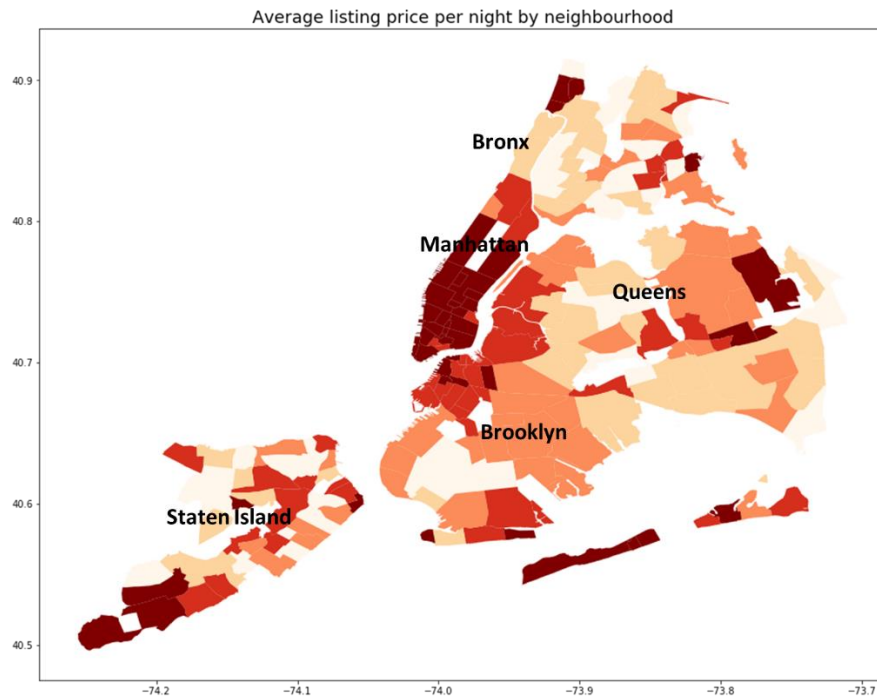 Average listing price per night by neighbourhood
40.9
Bronx
40.8
Manhattan
Queens
40.7
Brooklyn
40.6
Staten Island
40.5
−74.2
−74.1
−74.0
−73.9
−73.8
−73.7